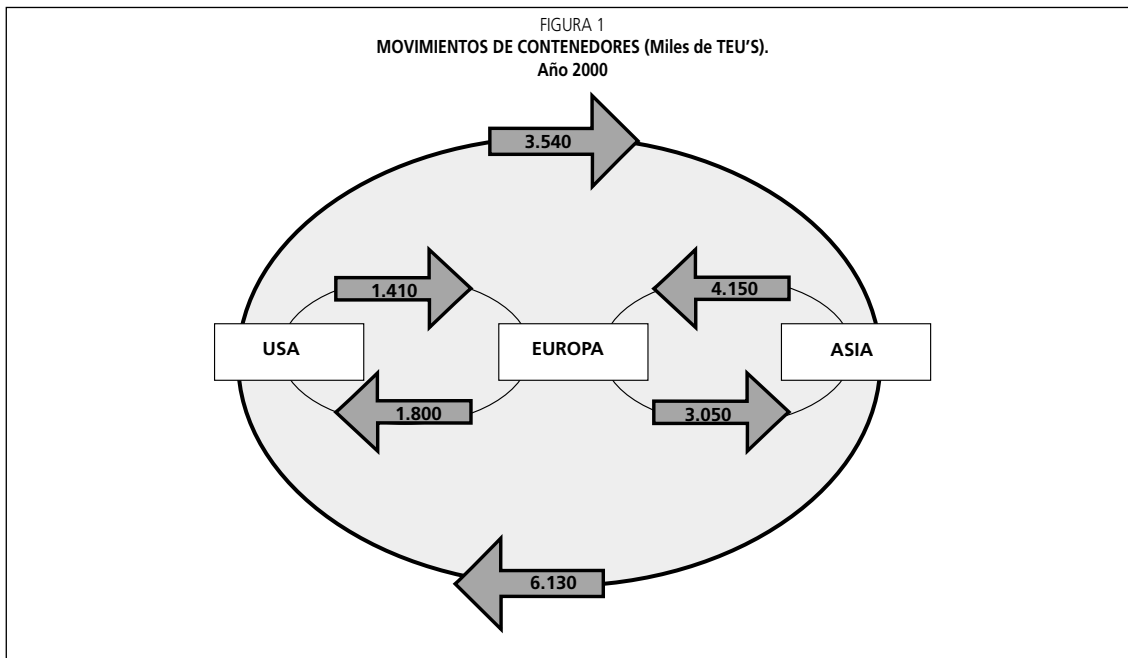 FIGURA 1
MOVIMIENTOS DE CONTENEDORES (Miles de TEU'S).
Año 2000
3.540
1.410
4.150
USA
EUROPA
ASIA
1.800
3.050
6.130